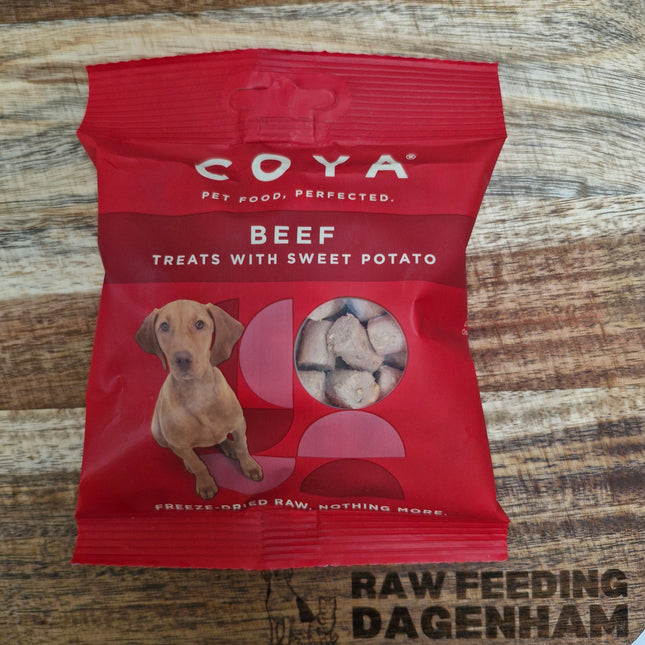 COYA®
PET FOOD, PERFECTED.
BEEF
TREATS WITH SWEET POTATO
FREEZE-DRIED RAW, NOTHING MORE.
RAW FEEDING
DAGENHAM